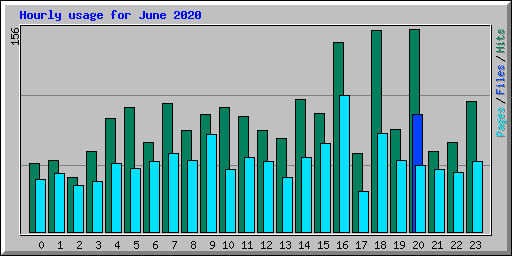 Hourly usage for June 2020
156
Pages/Files/Hits
0 1 2 3 4 5 6 7 8 9 10 11 12 13 14 15 16 17 18 19 20 21 22 23